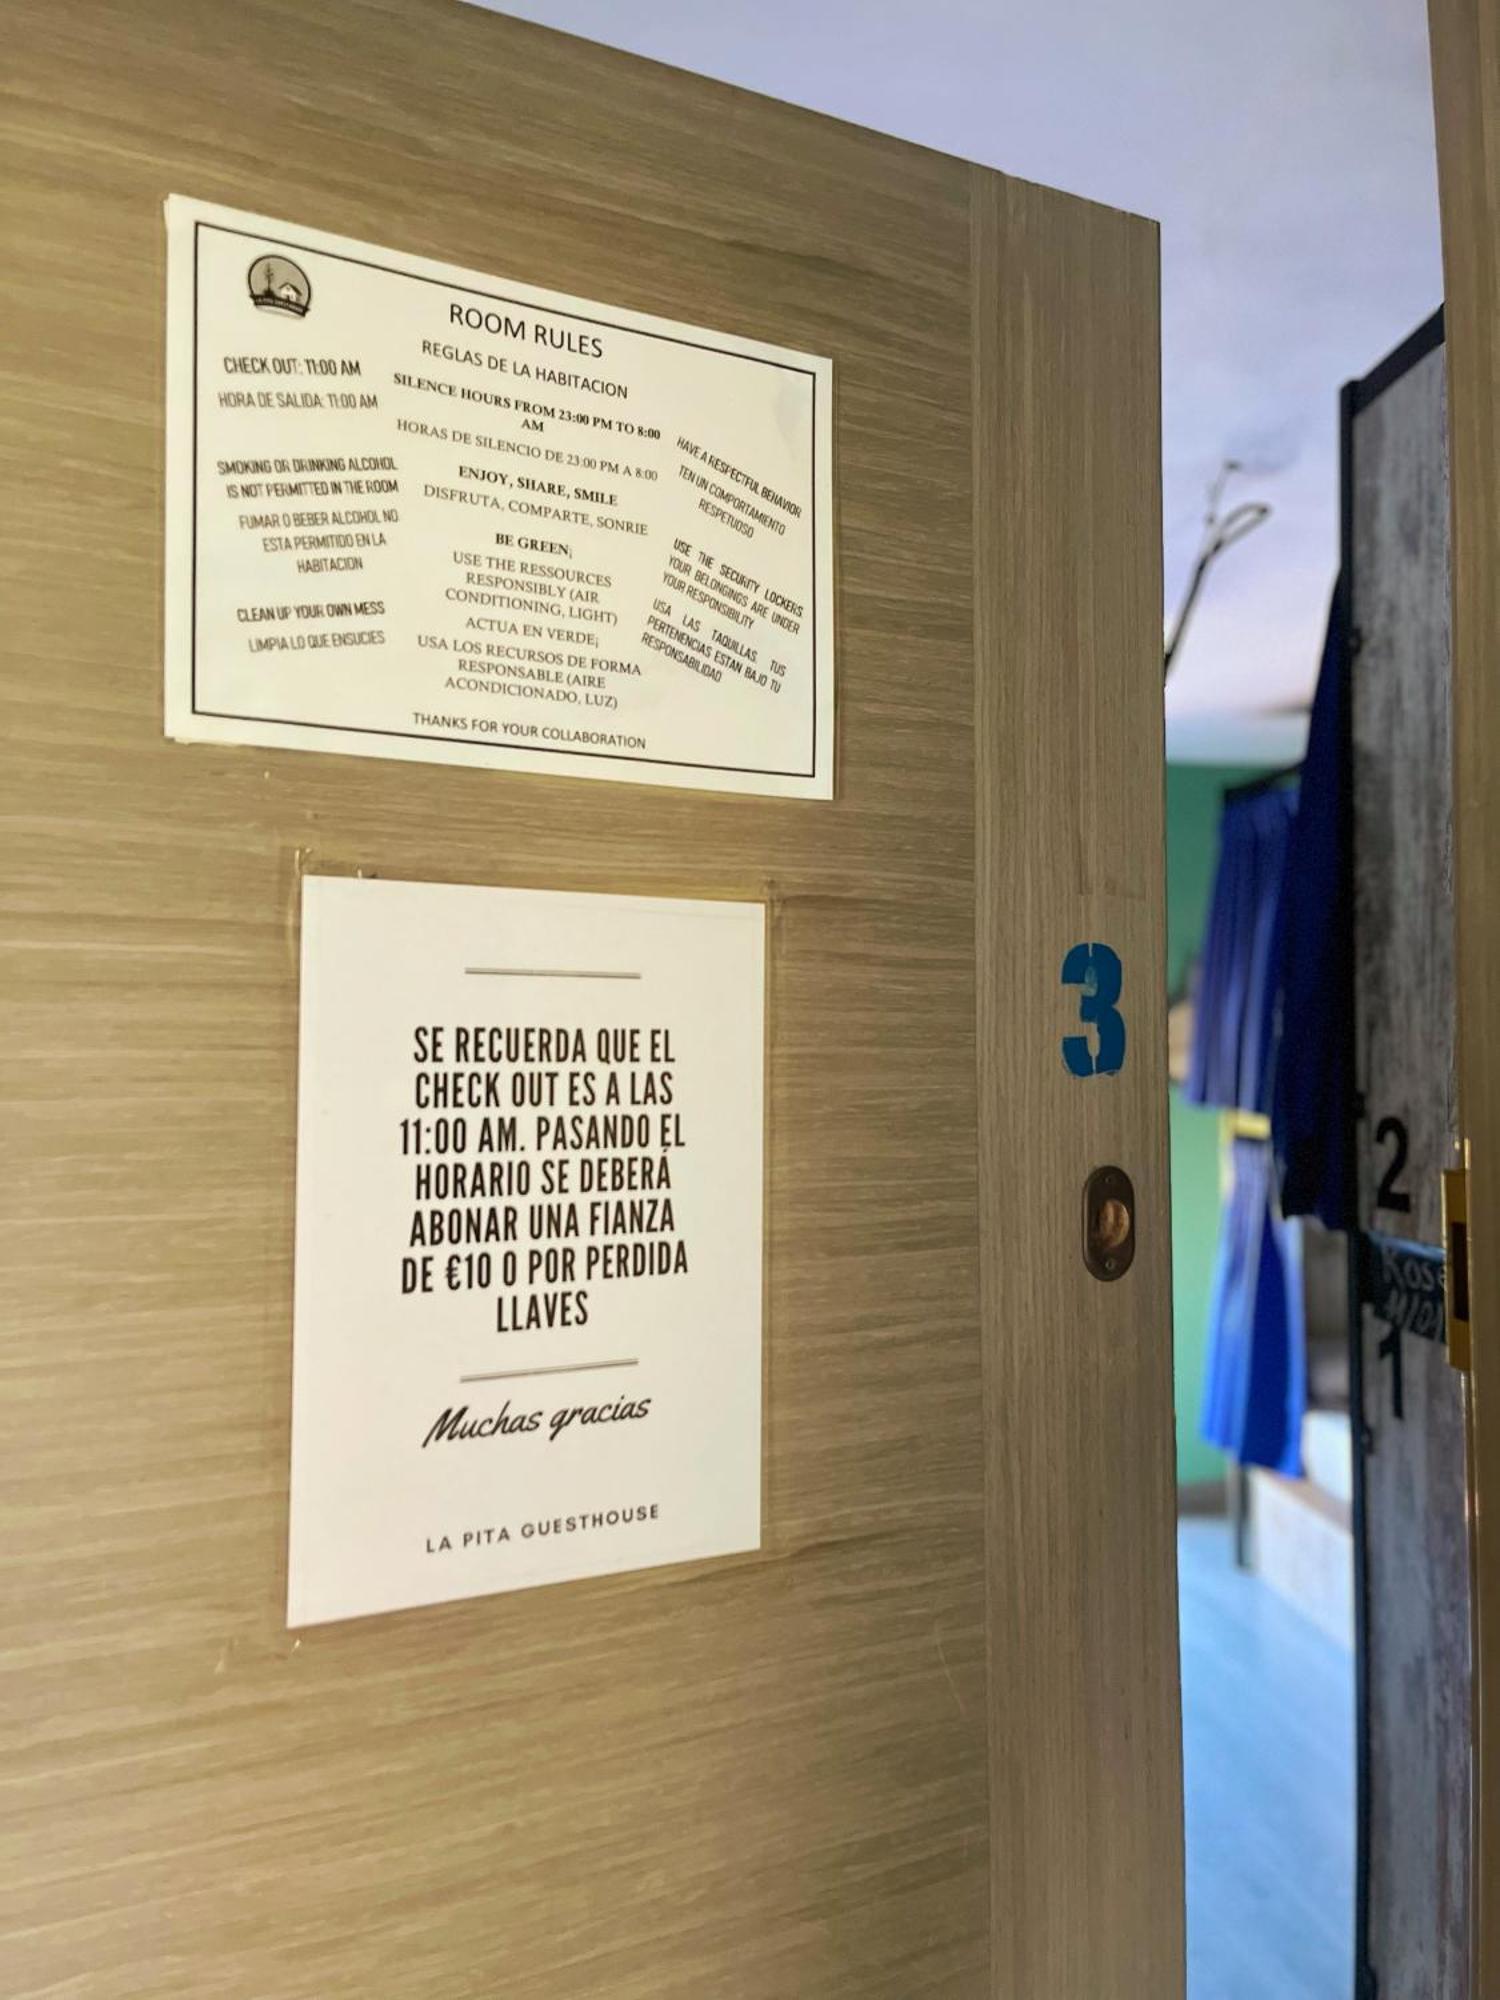 LA PITA GUESTHOUSE
ROOM RULES
REGLAS DE LA HABITACION
CHECK OUT: 11:00 AM
HORA DE SALIDA: 11:00 AM
SMOKING OR DRINKING ALCOHOL
IS NOT PERMITTED IN THE ROOM
FUMAR O BEBER ALCOHOL NO
ESTA PERMITIDO EN LA
HABITACION
CLEAN UP YOUR OWN MESS
LIMPIA LO QUE ENSUCIES
SILENCE HOURS FROM 23:00 PM TO 8:00
AM
HORAS DE SILENCIO DE 23:00 PM A 8:00
ENJOY, SHARE, SMILE
DISFRUTA, COMPARTE, SONRIE
BE GREEN;
USE THE RESSOURCES
RESPONSIBLY (AIR
CONDITIONING, LIGHT)
ACTUA EN VERDE;
USA LOS RECURSOS DE FORMA
RESPONSABLE (AIRE
ACONDICIONADO, LUZ)
HAVE A RESPECTFUL BEHAVIOR
TEN UN COMPORTAMIENTO
RESPETUOSO
USE THE SECURITY LOCKERS.
YOUR BELONGINGS ARE UNDER
YOUR RESPONSIBILITY
USA LAS TAQUILLAS. TUS
PERTENENCIAS ESTAN BAJO TU
RESPONSABILIDAD
THANKS FOR YOUR COLLABORATION
SE RECUERDA QUE EL
CHECK OUT ES A LAS
11:00 AM. PASANDO EL
HORARIO SE DEBERÁ
ABONAR UNA FIANZA
DE €10 O POR PERDIDA
LLAVES
Muchas gracias
LA PITA GUESTHOUSE
3
2
1